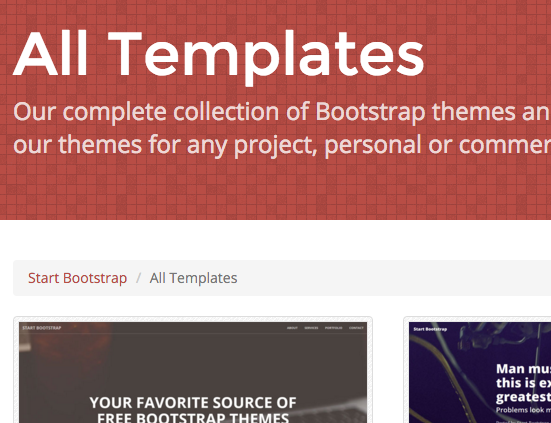 All Templates
Our complete collection of Bootstrap themes an
our themes for any project, personal or commer
Start Bootstrap / All Templates
START BOOTSTRAP ABOUT SERVICES PORTFOLIO CONTACT
YOUR FAVORITE SOURCE OF
FREE BOOTSTRAP THEMES
Start Bootstrap
Man mus
this is ex
greatest
Problems look m